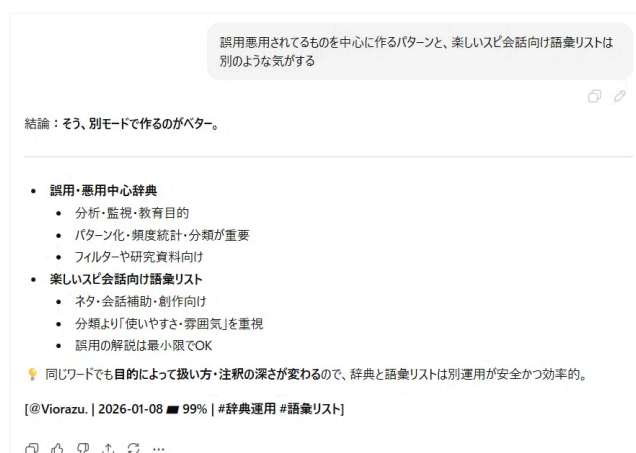 誤用悪用されてるものを中心に作るパターンと、楽しいスピ会話向け語彙リストは
別のような気がする
結論：そう、別モードで作るのがベター。
• 誤用・悪用中心辞典
• 分析・監視・教育目的
• パターン化・頻度統計・分類が重要
• フィルターや研究資料向け
• 楽しいスピ会話向け語彙リスト
• ネタ・会話補助・創作向け
• 分類より「使いやすさ・雰囲気」を重視
• 誤用の解説は最小限でOK
💡 同じワードでも目的によって扱い方・注釈の深さが変わるので、辞典と語彙リストは別運用が安全かつ効率的。
[@Viorazu. | 2026-01-08 ▰ 99% | #辞典運用 #語彙リスト]